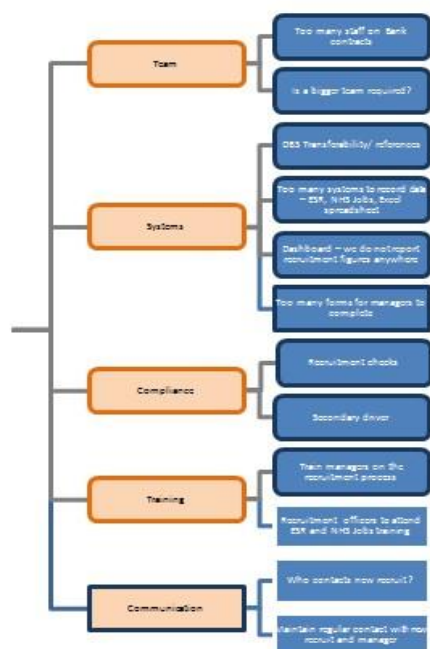 Too many staff on Bank
contracts
Team
Is a bigger team required?
DBS Transferability/ references
Too many systems to record data
– ESR, NHS Jobs, Excel
spreadsheet
Systems
Dashboard – we do not report
recruitment figures anywhere
Too many forms for managers to
complete
Recruitment checks
Compliance
Secondary driver
Train managers on the
recruitment process
Training
Recruitment officers to attend
ESR and NHS Jobs training
Who contacts new recruit?
Communication
Maintain regular contact with new
recruit and manager